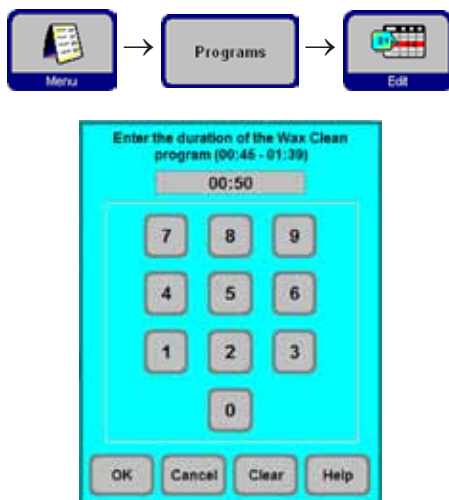 Menu → Programs → Edit
Enter the duration of the Wax Clean
program (00:45 - 01:39)
00:50
7 8 9
4 5 6
1 2 3
0
OK Cancel Clear Help